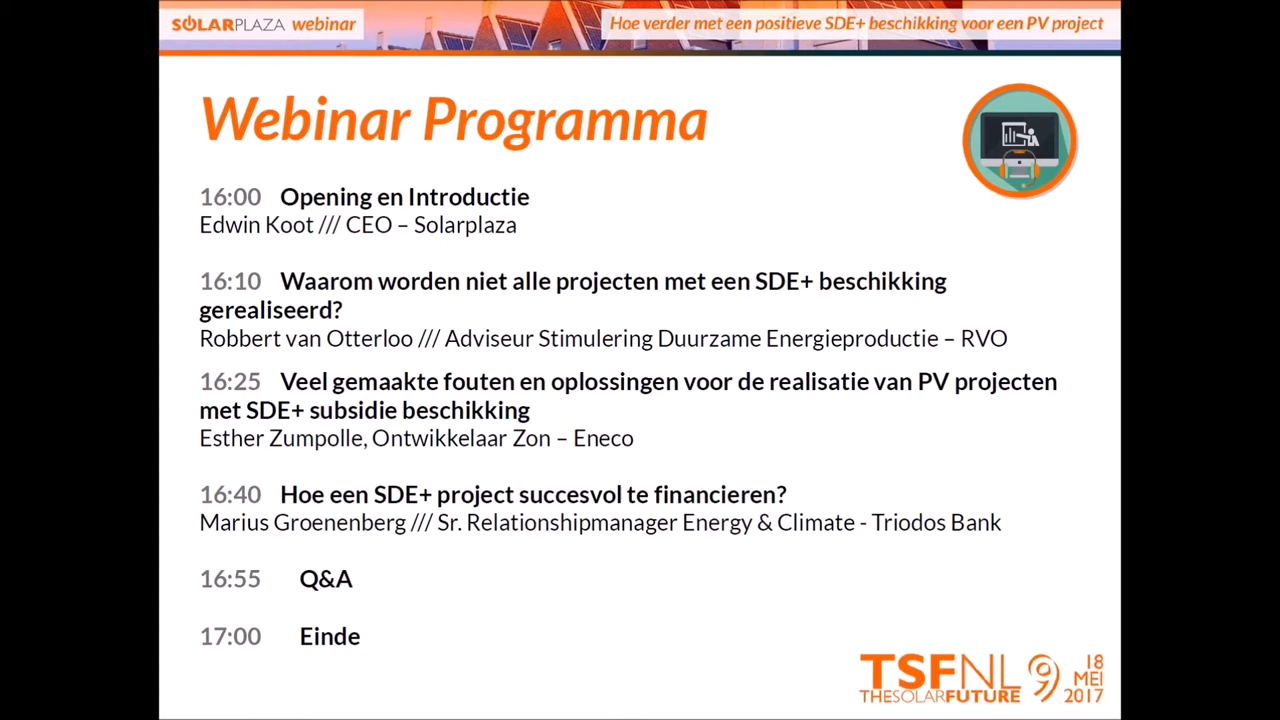 SOLARPLAZA webinar
Hoe verder met een positieve SDE+ beschikking voor een PV project
Webinar Programma
16:00 Opening en Introductie
Edwin Koot /// CEO – Solarplaza
16:10 Waarom worden niet alle projecten met een SDE+ beschikking
gerealiseerd?
Robbert van Otterloo /// Adviseur Stimulering Duurzame Energieproductie – RVO
16:25 Veel gemaakte fouten en oplossingen voor de realisatie van PV projecten
met SDE+ subsidie beschikking
Esther Zumpolle, Ontwikkelaar Zon – Eneco
16:40 Hoe een SDE+ project succesvol te financieren?
Marius Groenenberg /// Sr. Relationshipmanager Energy & Climate - Triodos Bank
16:55 Q&A
17:00 Einde
TSFNL 9
THESOLARFUTURE
18
MEI
2017